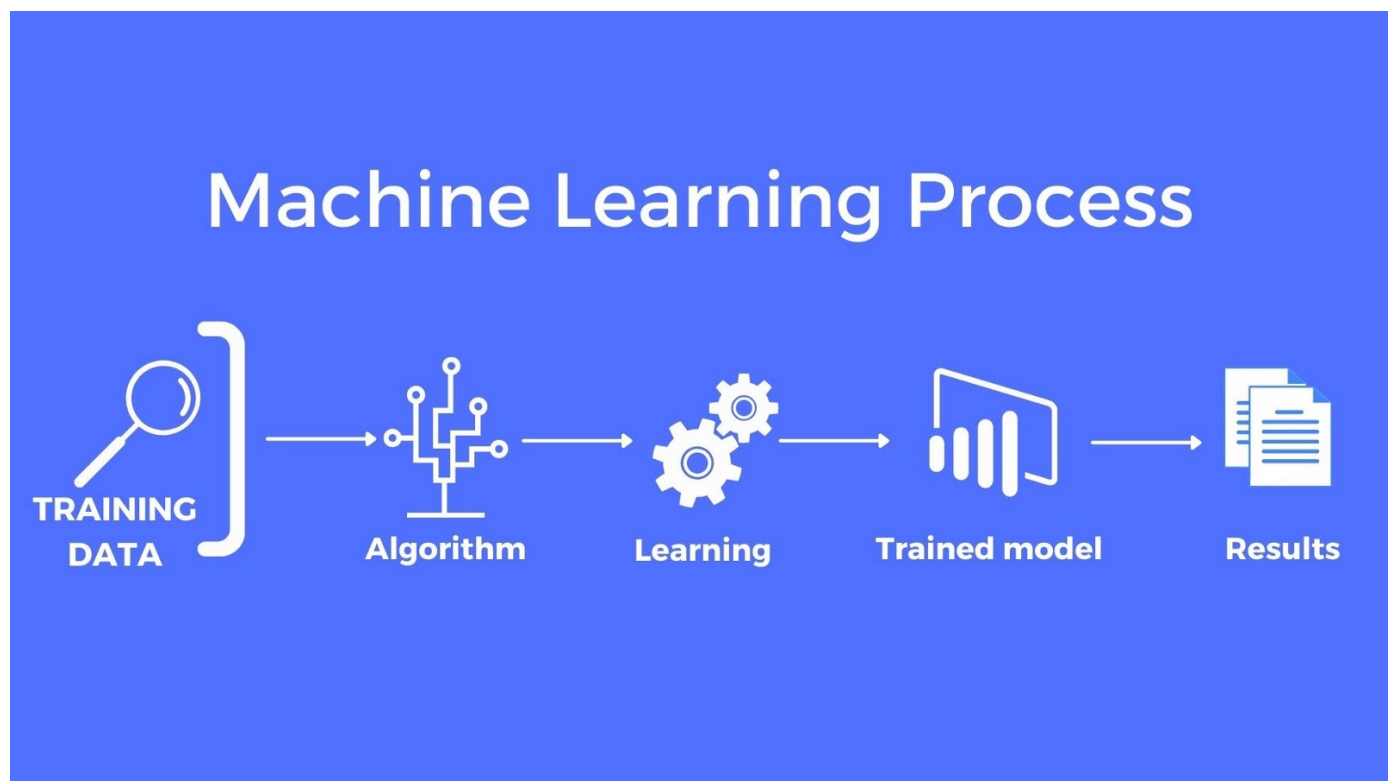 Machine Learning Process
TRAINING
DATA
Algorithm
Learning
Trained model
Results